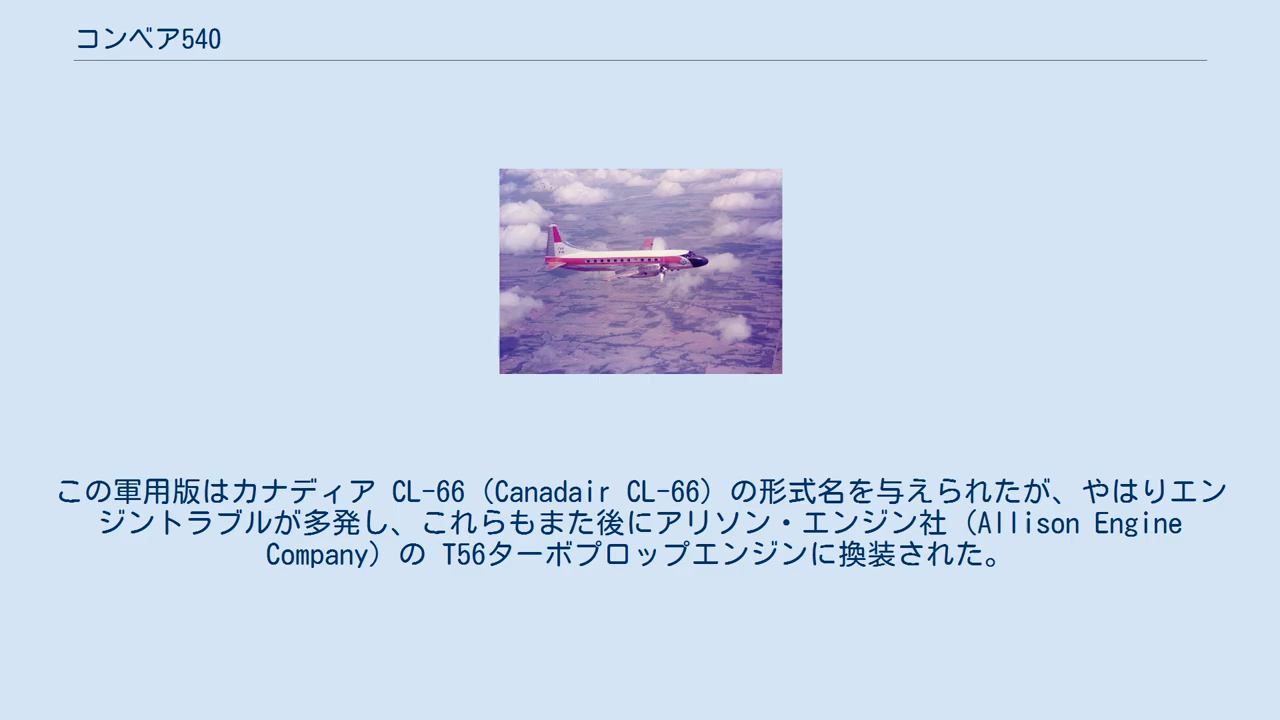 コンベア540
この軍用版はカナディア CL-66（Canadair CL-66）の形式名を与えられたが、やはりエン
ジントラブルが多発し、これらもまた後にアリソン・エンジン社（Allison Engine
Company）の T56ターボプロップエンジンに換装された。